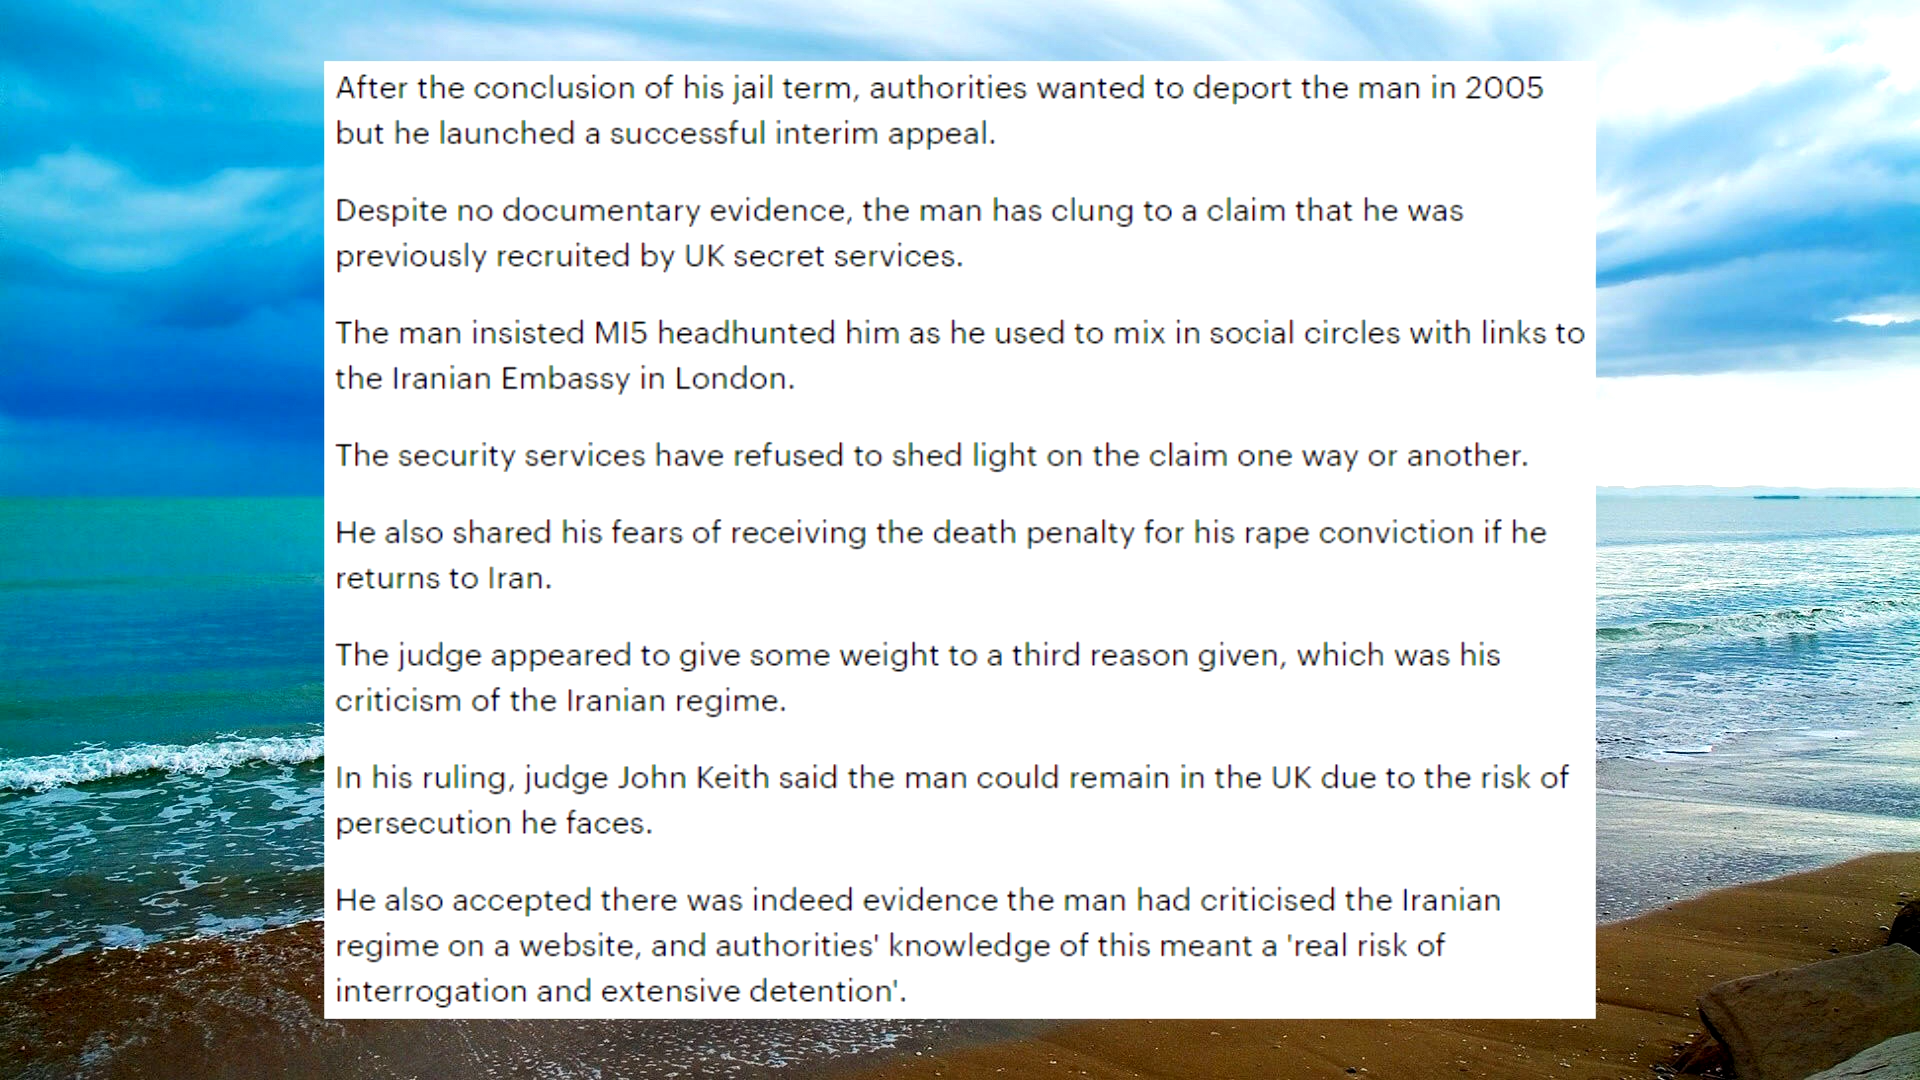 After the conclusion of his jail term, authorities wanted to deport the man in 2005
but he launched a successful interim appeal.
Despite no documentary evidence, the man has clung to a claim that he was
previously recruited by UK secret services.
The man insisted MI5 headhunted him as he used to mix in social circles with links to
the Iranian Embassy in London.
The security services have refused to shed light on the claim one way or another.
He also shared his fears of receiving the death penalty for his rape conviction if he
returns to Iran.
The judge appeared to give some weight to a third reason given, which was his
criticism of the Iranian regime.
In his ruling, judge John Keith said the man could remain in the UK due to the risk of
persecution he faces.
He also accepted there was indeed evidence the man had criticised the Iranian
regime on a website, and authorities' knowledge of this meant a 'real risk of
interrogation and extensive detention'.